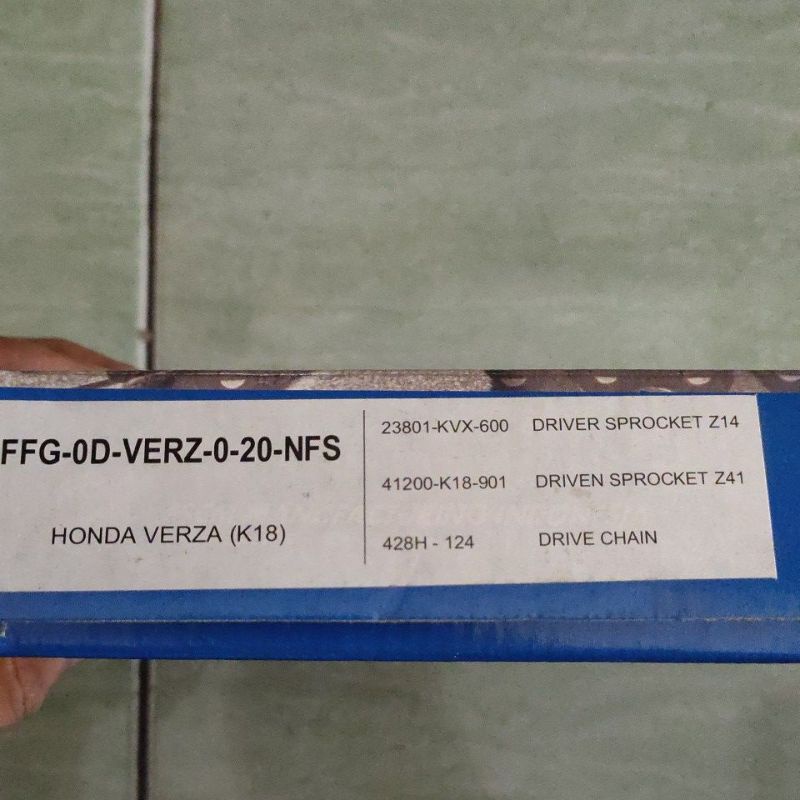 FFG-0D-VERZ-0-20-NFS
HONDA VERZA (K18)
23801-KVX-600 DRIVER SPROCKET Z14
41200-K18-901 DRIVEN SPROCKET Z41
428H - 124 DRIVE CHAIN